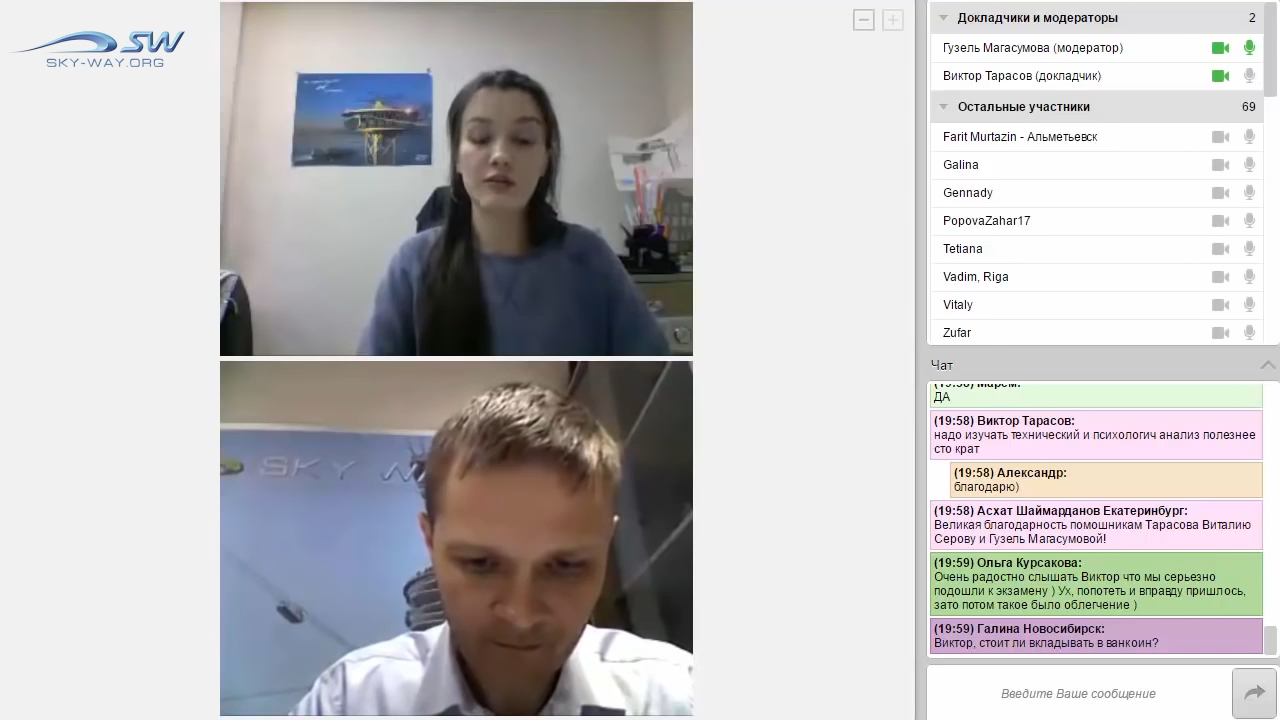 SW
SKY-WAY.ORG
SKY W
Докладчики и модераторы 2
Гузель Магасумова (модератор)
Виктор Тарасов (докладчик)
Остальные участники 69
Farit Murtazin - Альметьевск
Galina
Gennady
PopovaZahar17
Tetiana
Vadim, Riga
Vitaly
Zufar
Чат
(19:58) Марем:
ДА
(19:58) Виктор Тарасов:
надо изучать технический и психологич анализ полезнее
сто крат
(19:58) Александр:
благодарю)
(19:58) Асхат Шаймарданов Екатеринбург:
Великая благодарность помошникам Тарасова Виталию
Серову и Гузель Магасумовой!
(19:59) Ольга Курсакова:
Очень радостно слышать Виктор что мы серьезно
подошли к экзамену ) Ух, попотеть и вправду пришлось,
зато потом такое было облегчение )
(19:59) Галина Новосибирск:
Виктор, стоит ли вкладывать в ванкоин?
Введите Ваше сообщение